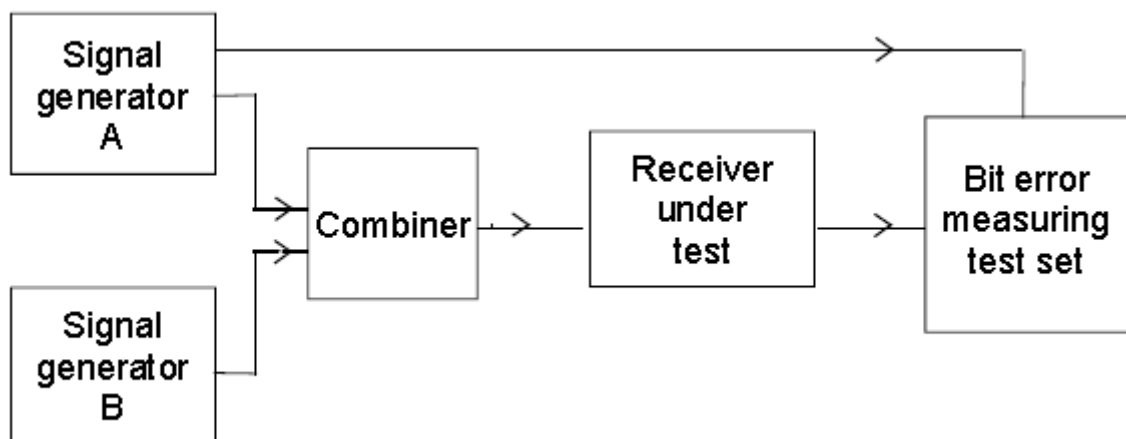 Signal
generator
A
Combiner
Receiver
under
test
Bit error
measuring
test set
Signal
generator
B